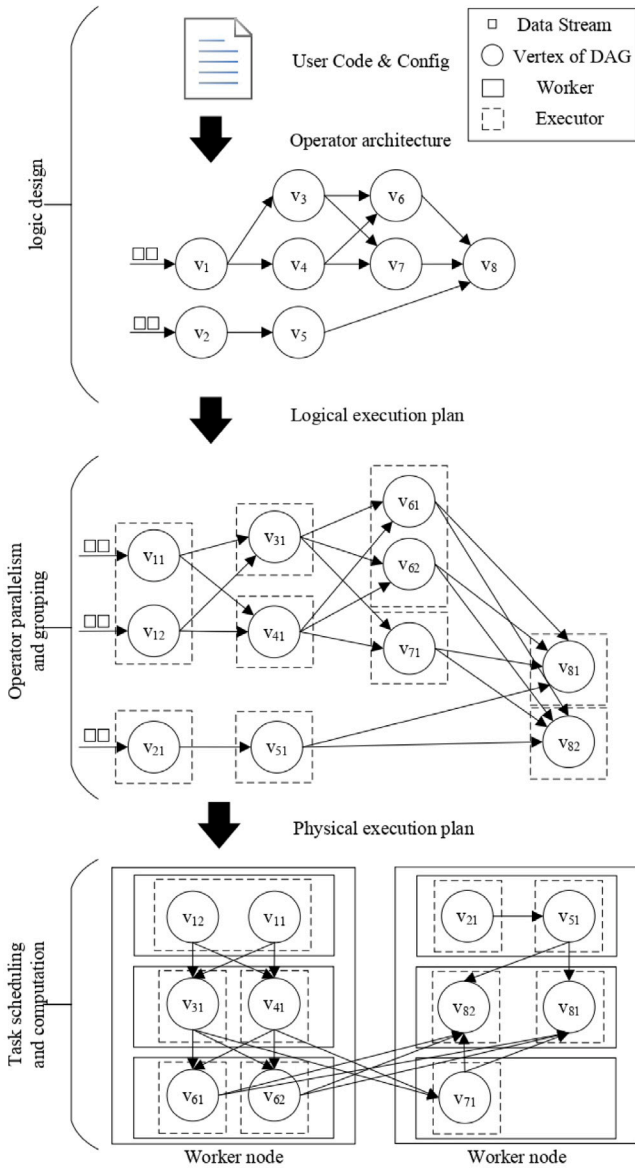 Data Stream
Vertex of DAG
Worker
Executor
User Code & Config
Operator architecture
logic design
v3
v6
v1
v4
v7
v8
v2
v5
Logical execution plan
Operator parallelism
and grouping
v61
v31
v11
v62
v12
v41
v71
v81
v21
v51
v82
Physical execution plan
Task scheduling
and computation
v12
v11
v21
v51
v31
v41
v82
v81
v61
v62
v71
Worker node
Worker node